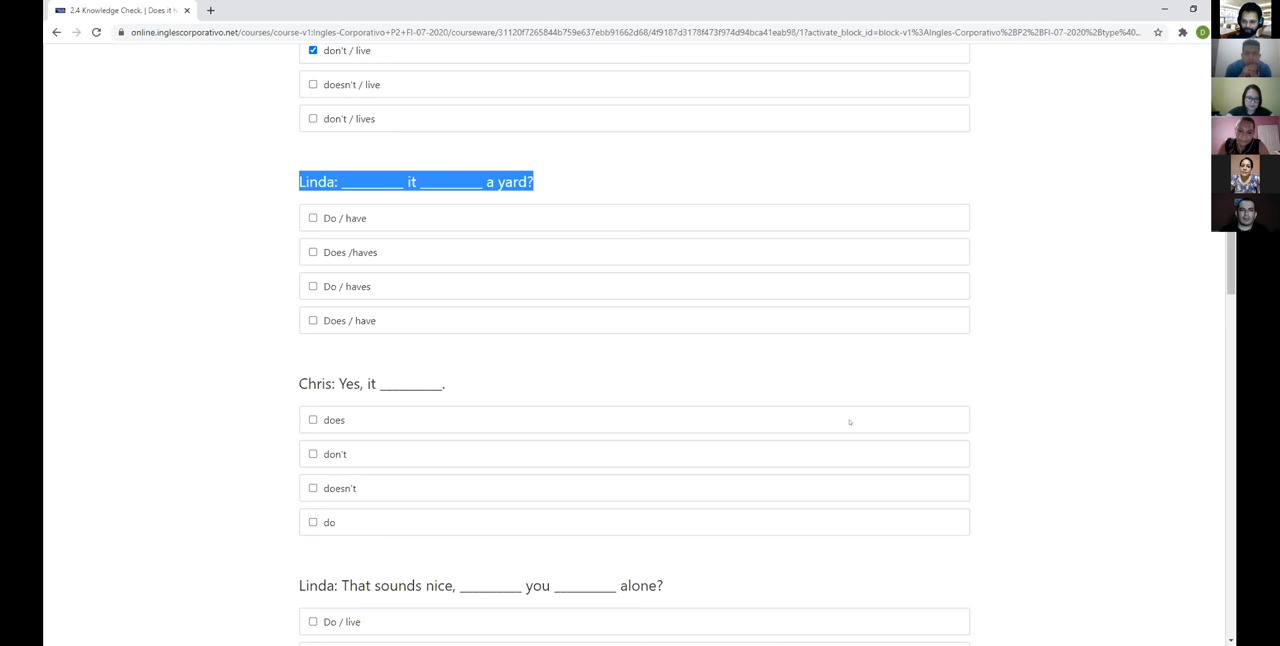 2.4 Knowledge Check. | Does it h
online.inglescorporativo.net/courses/course-v1:Ingles-Corporativo+P2+FI-07-2020/courseware/31120f7265844b759e637ebb91662d68/4f9187d3178f473f974d94bca41eab98/1?activate_block_id=block-v1%3AIngles-Corporativo%2BP2%2BFI-07-2020%2Btype%40...
D
don't / live
doesn't / live
don't / lives
Linda: _________ it _________ a yard?
Do / have
Does /haves
Do / haves
Does / have
Chris: Yes, it _________.
does
don't
doesn't
do
Linda: That sounds nice, _________ you _________ alone?
Do / live